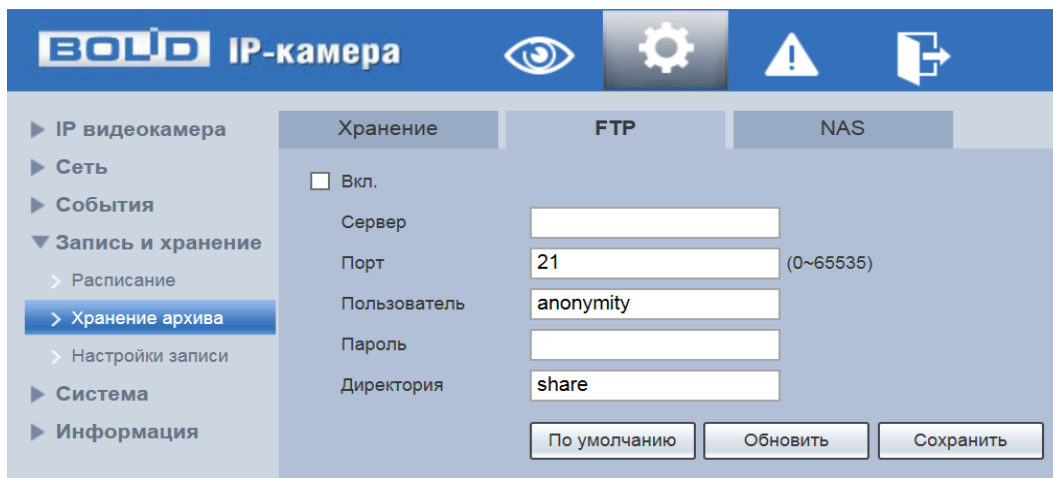 BOLID IP-камера
IP видеокамера
Сеть
События
Запись и хранение
Расписание
Хранение архива
Настройки записи
Система
Информация
Хранение FTP NAS
Вкл.
Сервер
Порт 21 (0~65535)
Пользователь anonymity
Пароль
Директория share
По умолчанию Обновить Сохранить